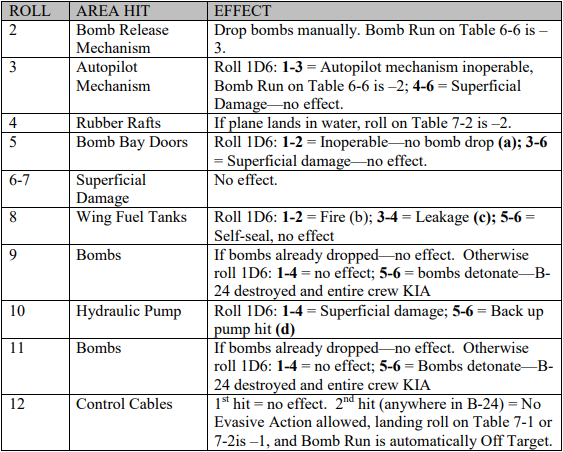 ROLL AREA HIT EFFECT
2 Bomb Release Drop bombs manually. Bomb Run on Table 6-6 is –
Mechanism 3.
3 Autopilot Roll 1D6: 1-3 = Autopilot mechanism inoperable,
Mechanism Bomb Run on Table 6-6 is –2; 4-6 = Superficial
Damage—no effect.
4 Rubber Rafts If plane lands in water, roll on Table 7-2 is –2.
5 Bomb Bay Doors Roll 1D6: 1-2 = Inoperable—no bomb drop (a); 3-6
= Superficial damage—no effect.
6-7 Superficial No effect.
Damage
8 Wing Fuel Tanks Roll 1D6: 1-2 = Fire (b); 3-4 = Leakage (c); 5-6 =
Self-seal, no effect
9 Bombs If bombs already dropped—no effect. Otherwise
roll 1D6: 1-4 = no effect; 5-6 = bombs detonate—B-
24 destroyed and entire crew KIA
10 Hydraulic Pump Roll 1D6: 1-4 = Superficial damage; 5-6 = Back up
pump hit (d)
11 Bombs If bombs already dropped—no effect. Otherwise
roll 1D6: 1-4 = no effect; 5-6 = Bombs detonate—B-
24 destroyed and entire crew KIA
12 Control Cables 1st hit = no effect. 2nd hit (anywhere in B-24) = No
Evasive Action allowed, landing roll on Table 7-1 or
7-2is –1, and Bomb Run is automatically Off Target.